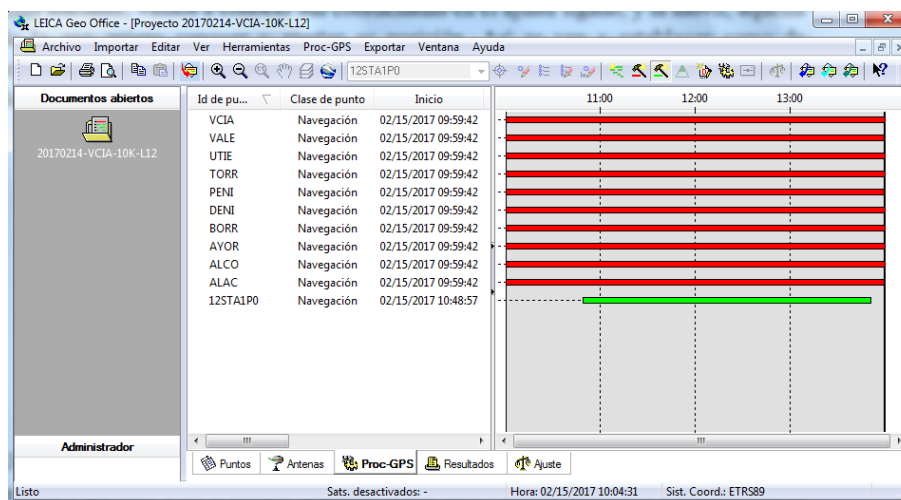 LEICA Geo Office - [Proyecto 20170214-VCIA-10K-L12]
Archivo Importar Editar Ver Herramientas Proc-GPS Exportar Ventana Ayuda
12STA1P0
Documentos abiertos
20170214-VCIA-10K-L12
Administrador
Id de pu... Clase de punto Inicio 11:00 12:00 13:00
VCIA Navegación 02/15/2017 09:59:42
VALE Navegación 02/15/2017 09:59:42
UTIE Navegación 02/15/2017 09:59:42
TORR Navegación 02/15/2017 09:59:42
PENI Navegación 02/15/2017 09:59:42
DENI Navegación 02/15/2017 09:59:42
BORR Navegación 02/15/2017 09:59:42
AYOR Navegación 02/15/2017 09:59:42
ALCO Navegación 02/15/2017 09:59:42
ALAC Navegación 02/15/2017 09:59:42
12STA1P0 Navegación 02/15/2017 10:48:57
Puntos Antenas Proc-GPS Resultados Ajuste
Listo Sats. desactivados: - Hora: 02/15/2017 10:04:31 Sist. Coord.: ETRS89